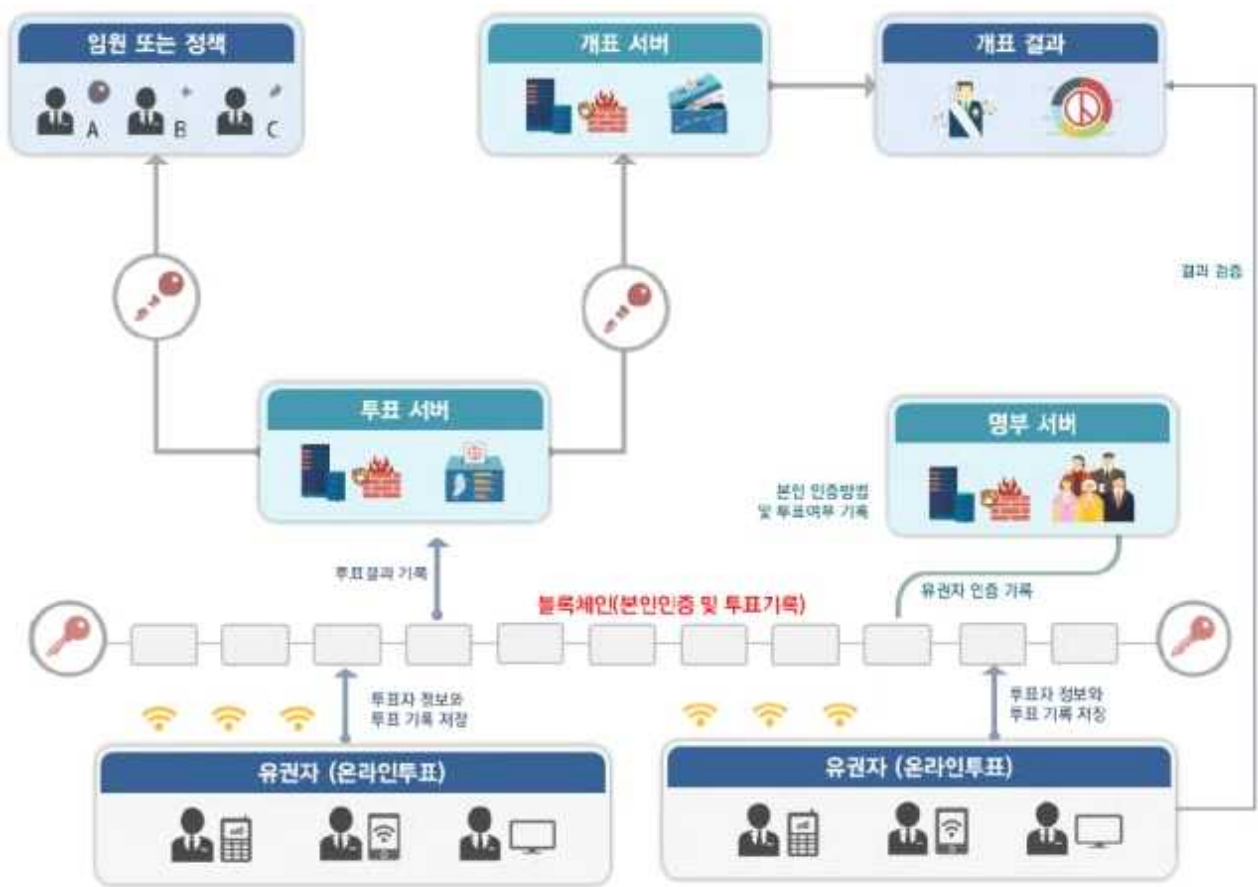 임원 또는 정책
A
B
C
개표 서버
개표 결과
결과 검증
투표 서버
명부 서버
본인 인증방법
및 투표여부 기록
투표결과 기록
유권자 인증 기록
블록체인(본인인증 및 투표기록)
투표자 정보와
투표 기록 저장
투표자 정보와
투표 기록 저장
유권자 (온라인투표)
유권자 (온라인투표)